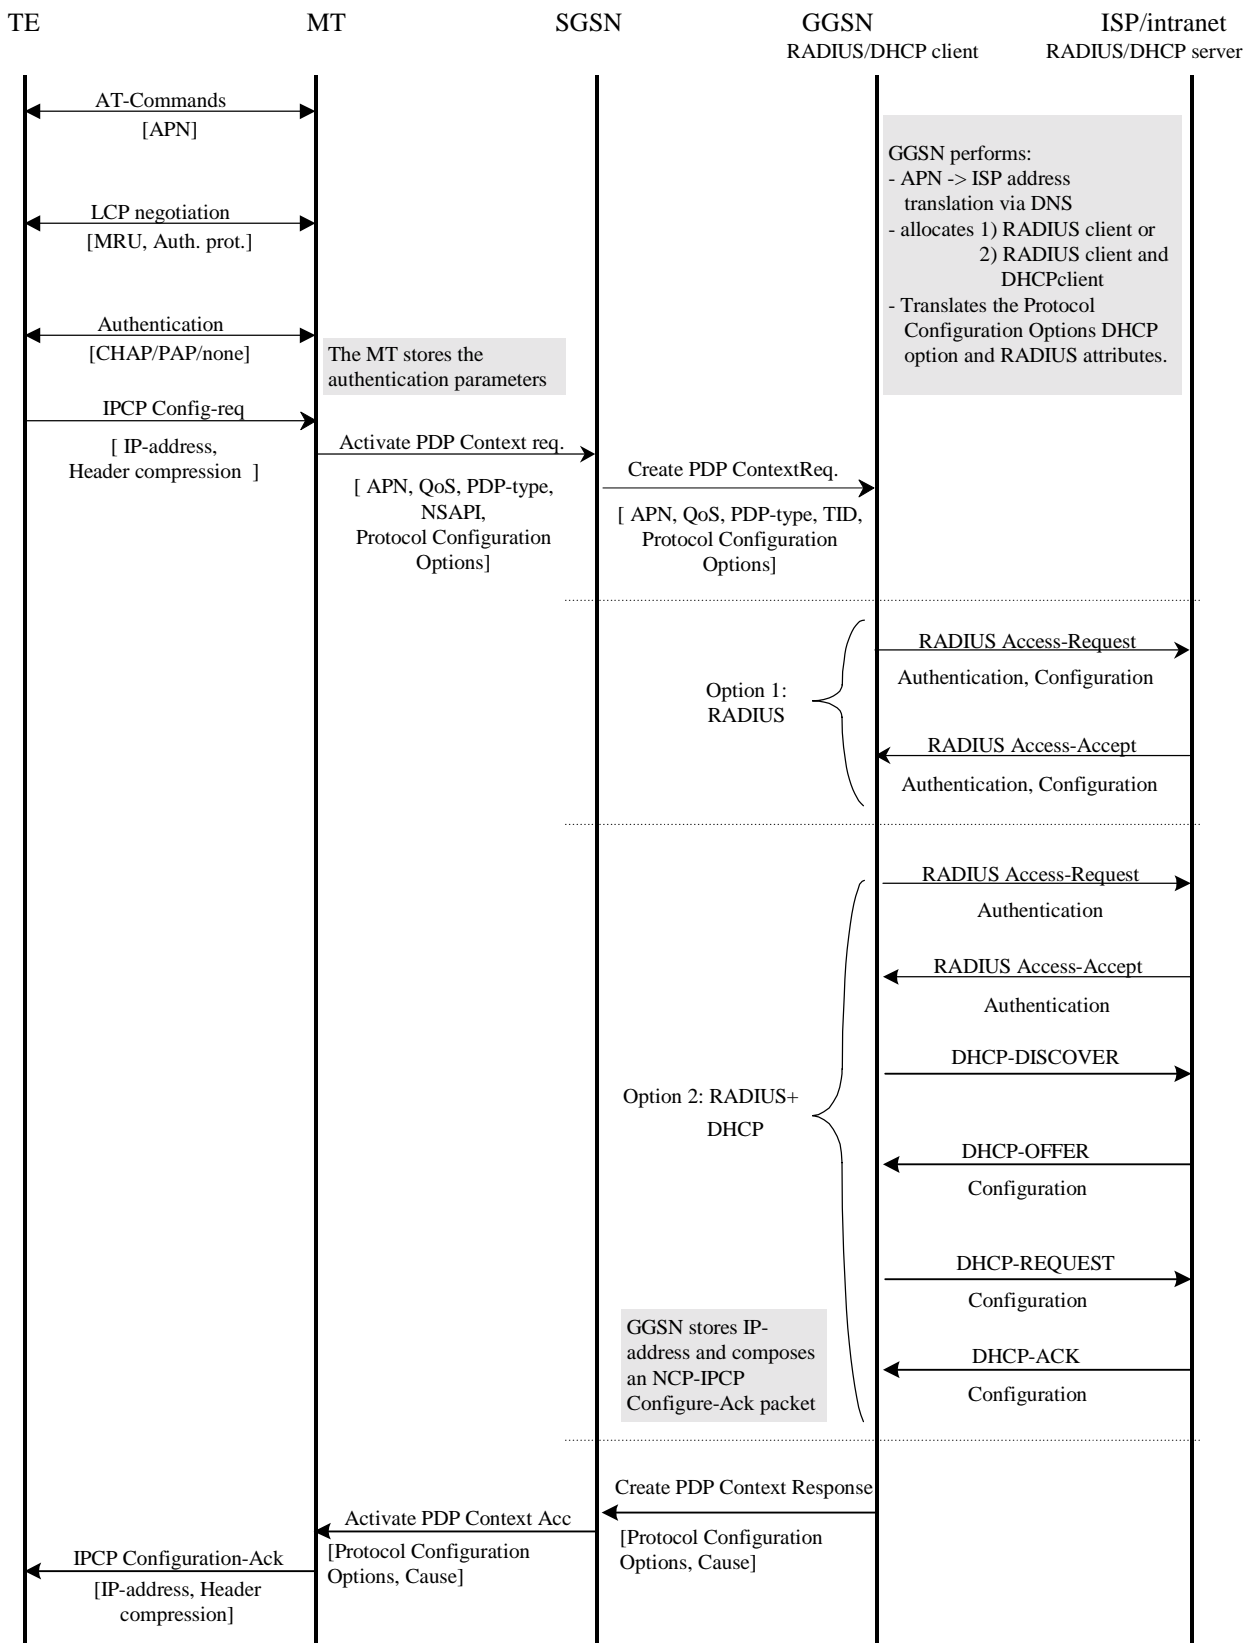 TE
MT
SGSN
GGSN
ISP/intranet
RADIUS/DHCP client
RADIUS/DHCP server
AT-Commands
[APN]
GGSN performs:
- APN -> ISP address
translation via DNS
- allocates 1) RADIUS client or
2) RADIUS client and
DHCPclient
- Translates the Protocol
Configuration Options DHCP
option and RADIUS attributes.
LCP negotiation
[MRU, Auth. prot.]
Authentication
[CHAP/PAP/none]
The MT stores the
authentication parameters
IPCP Config-req
[ IP-address,
Header compression ]
Activate PDP Context req.
[ APN, QoS, PDP-type,
NSAPI,
Protocol Configuration
Options]
Create PDP ContextReq.
[ APN, QoS, PDP-type, TID,
Protocol Configuration
Options]
Option 1:
RADIUS
RADIUS Access-Request
Authentication, Configuration
RADIUS Access-Accept
Authentication, Configuration
Option 2: RADIUS+
DHCP
RADIUS Access-Request
Authentication
RADIUS Access-Accept
Authentication
DHCP-DISCOVER
DHCP-OFFER
Configuration
DHCP-REQUEST
Configuration
DHCP-ACK
Configuration
GGSN stores IP-
address and composes
an NCP-IPCP
Configure-Ack packet
Create PDP Context Response
[Protocol Configuration
Options, Cause]
Activate PDP Context Acc
[Protocol Configuration
Options, Cause]
IPCP Configuration-Ack
[IP-address, Header
compression]